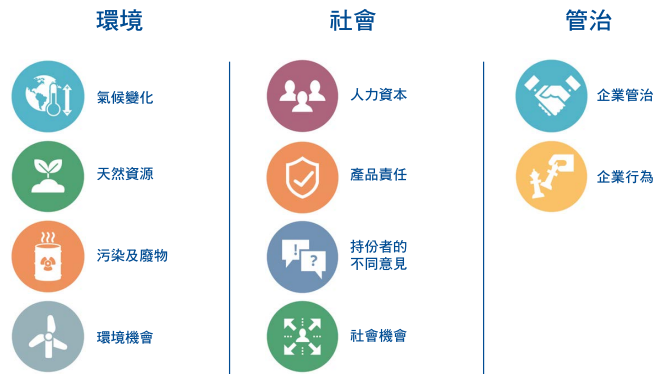 環境
氣候變化
天然資源
污染及廢物
環境機會
社會
人力資本
產品責任
持份者的
不同意見
社會機會
管治
企業管治
企業行為